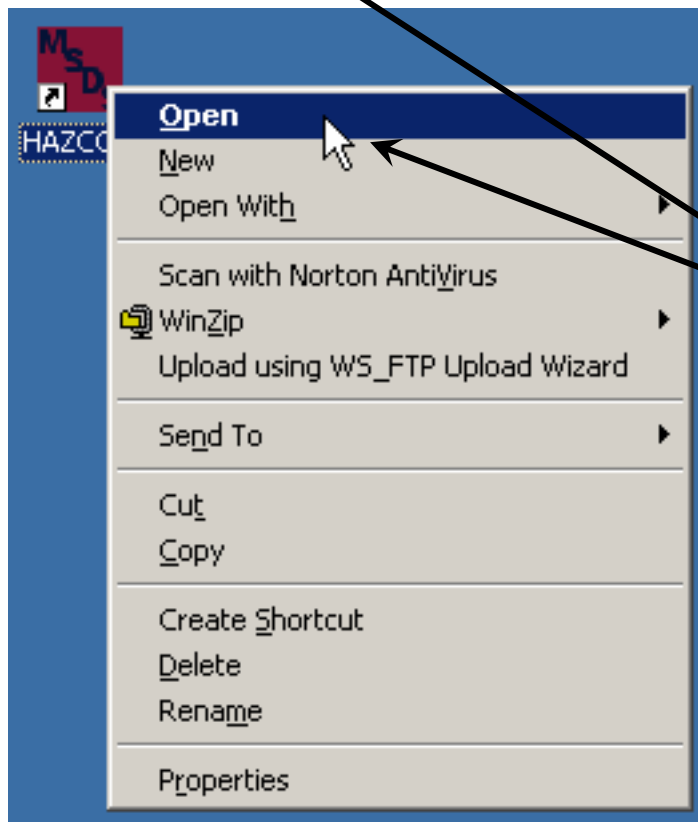 MSD
HAZCO
Open
New
Open With
Scan with Norton AntiVirus
WinZip
Upload using WS_FTP Upload Wizard
Send To
Cut
Copy
Create Shortcut
Delete
Rename
Properties